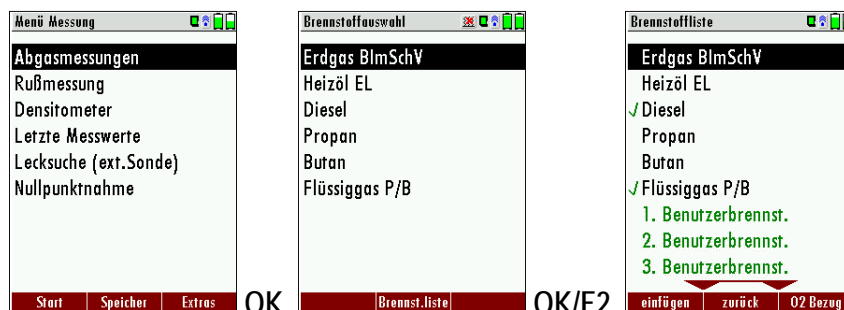 Menü Messung
Abgasmessungen
Rußmessung
Densitometer
Letzte Messwerte
Lecksuche (ext.Sonde)
Nullpunktnahme
Start Speicher Extras
OK
Brennstoffauswahl
Erdgas BImSchV
Heizöl EL
Diesel
Propan
Butan
Flüssiggas P/B
Brennst.liste
OK/F2
Brennstoffliste
Erdgas BImSchV
Heizöl EL
Diesel
Propan
Butan
Flüssiggas P/B
1. Benutzerbrennst.
2. Benutzerbrennst.
3. Benutzerbrennst.
einfügen zurück O2 Bezug